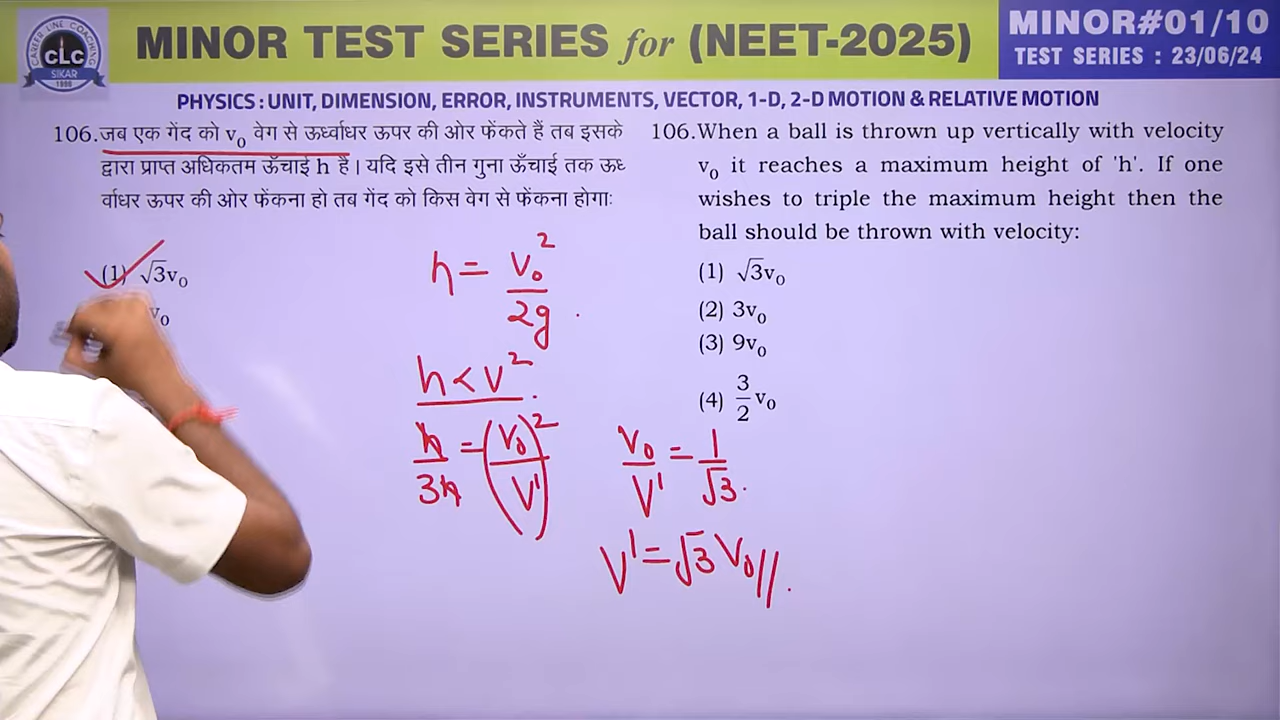 CAREER LINE COACHING
CLC
SIKAR
1996
MINOR TEST SERIES for (NEET-2025)
MINOR#01/10
TEST SERIES : 23/06/24
PHYSICS : UNIT, DIMENSION, ERROR, INSTRUMENTS, VECTOR, 1-D, 2-D MOTION & RELATIVE MOTION
106. जब एक गेंद को v₀ वेग से ऊर्ध्वाधर ऊपर की ओर फेंकते हैं तब इसके
द्वारा प्राप्त अधिकतम ऊँचाई h है। यदि इसे तीन गुना ऊँचाई तक ऊध
र्वाधर ऊपर की ओर फेंकना हो तब गेंद को किस वेग से फेंकना होगाः
(1) √3v₀
v₀
106. When a ball is thrown up vertically with velocity
v₀ it reaches a maximum height of 'h'. If one
wishes to triple the maximum height then the
ball should be thrown with velocity:
(1) √3v₀
(2) 3v₀
(3) 9v₀
(4) 3/2 v₀
h = v₀²/2g .
h < v² .
h/3h = (v₀/v')²
v₀/v' = 1/√3 .
v' = √3 v₀ // .